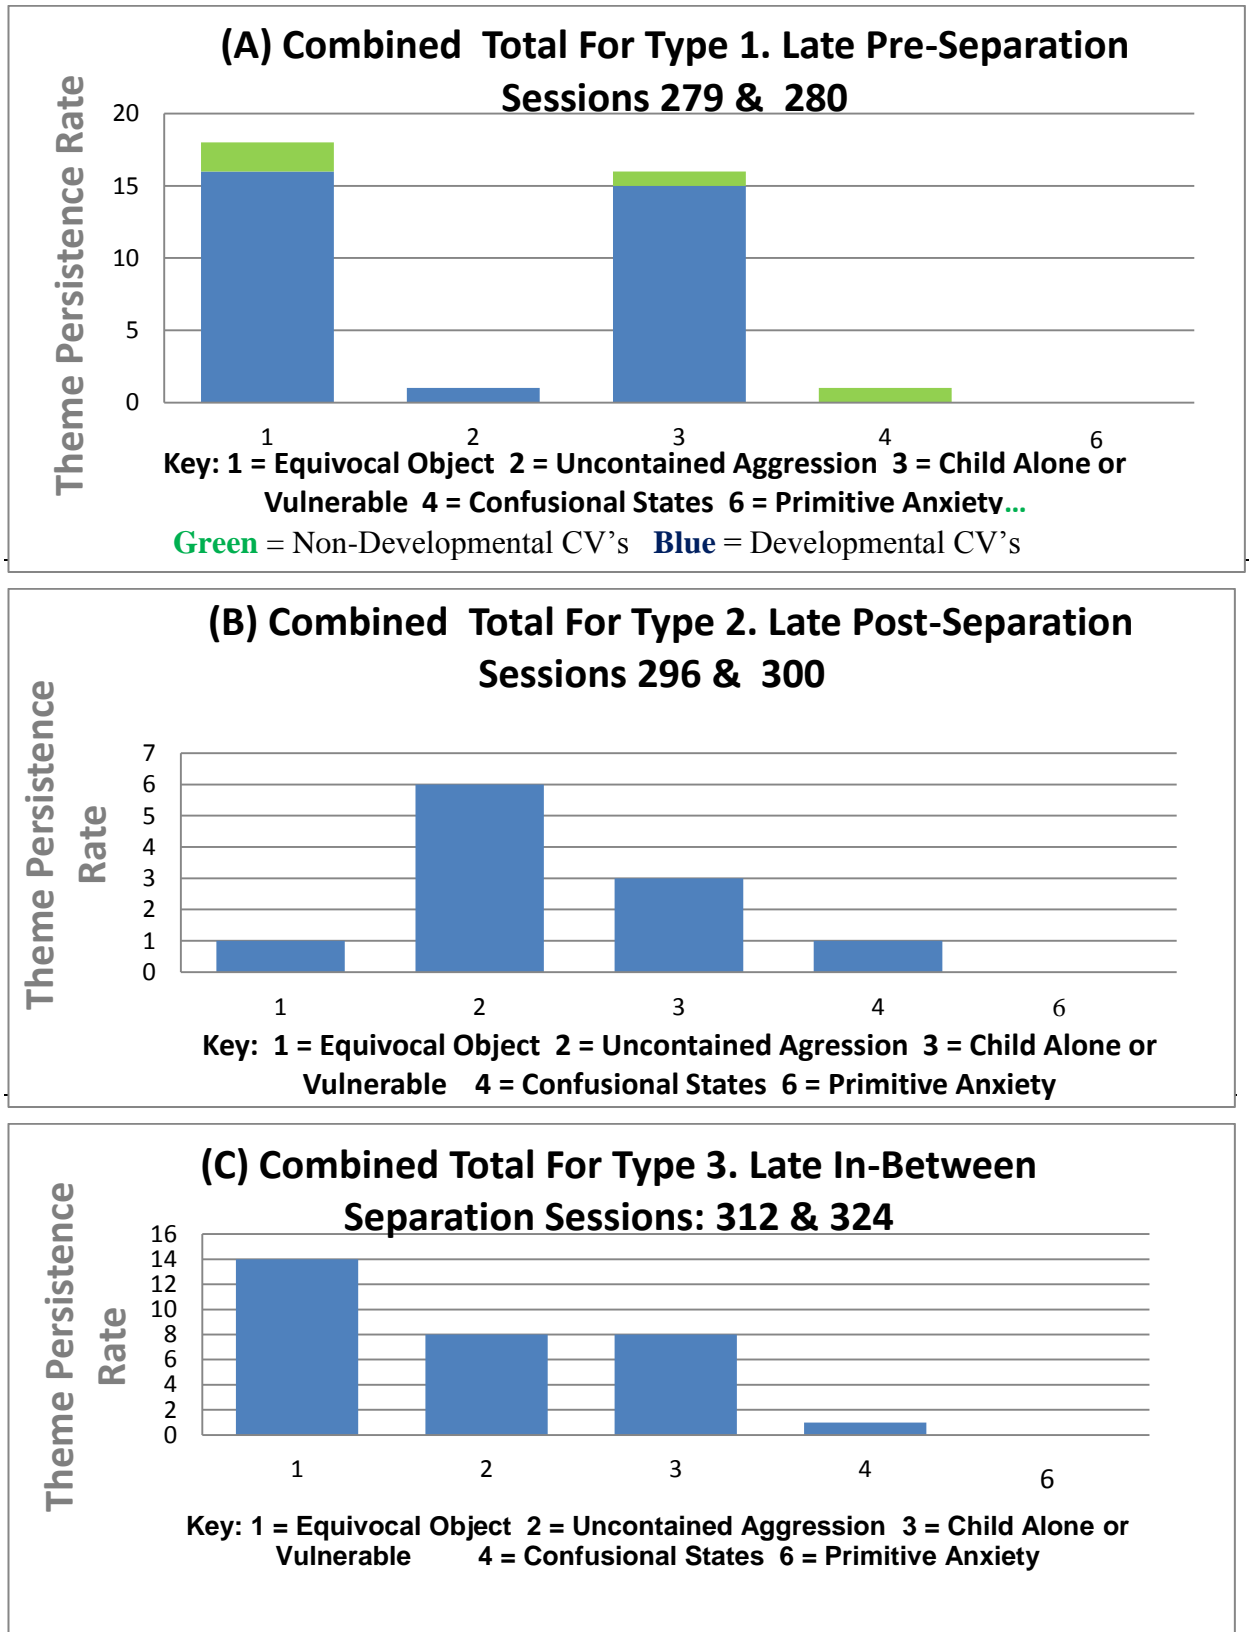 (A) Combined Total For Type 1. Late Pre-Separation
Sessions 279 & 280
Theme Persistence Rate
20
15
10
5
0
1 2 3 4 6
Key: 1 = Equivocal Object 2 = Uncontained Aggression 3 = Child Alone or
Vulnerable 4 = Confusional States 6 = Primitive Anxiety...
Green = Non-Developmental CV's Blue = Developmental CV's
(B) Combined Total For Type 2. Late Post-Separation
Sessions 296 & 300
Theme Persistence
Rate
7
6
5
4
3
2
1
0
1 2 3 4 6
Key: 1 = Equivocal Object 2 = Uncontained Agression 3 = Child Alone or
Vulnerable 4 = Confusional States 6 = Primitive Anxiety
(C) Combined Total For Type 3. Late In-Between
Separation Sessions: 312 & 324
Theme Persistence
Rate
16
14
12
10
8
6
4
2
0
1 2 3 4 6
Key: 1 = Equivocal Object 2 = Uncontained Aggression 3 = Child Alone or
Vulnerable 4 = Confusional States 6 = Primitive Anxiety